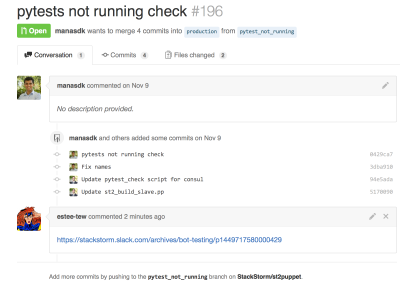 pytests not running check #196
Open manasdk wants to merge 4 commits into production from pytest_not_running
Conversation 1 Commits 4 Files changed 2
manasdk commented on Nov 9
No description provided.
manasdk and others added some commits on Nov 9
pytests not running check 0429ca7
Fix names 3dba910
Update pytest_check script for consul 94e5ada
Update st2_build_slave.pp 5170090
estee-tew commented 2 minutes ago
https://stackstorm.slack.com/archives/bot-testing/p1449717580000429
Add more commits by pushing to the pytest_not_running branch on StackStorm/st2puppet.